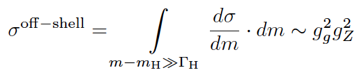 σ^{off−shell} = ∫_{m−m_H≫Γ_H} dσ/dm · dm ∼ g_g^2 g_Z^2